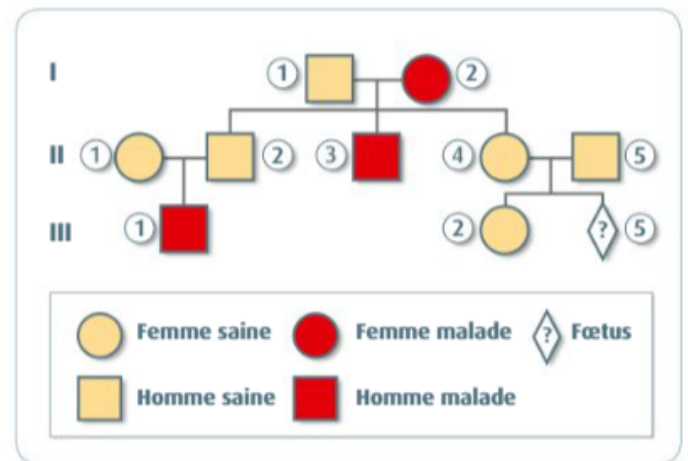 I 1 2
II 1 2 3 4 5
III 1 2 ? 5
Femme saine Femme malade ? Fœtus
Homme saine Homme malade